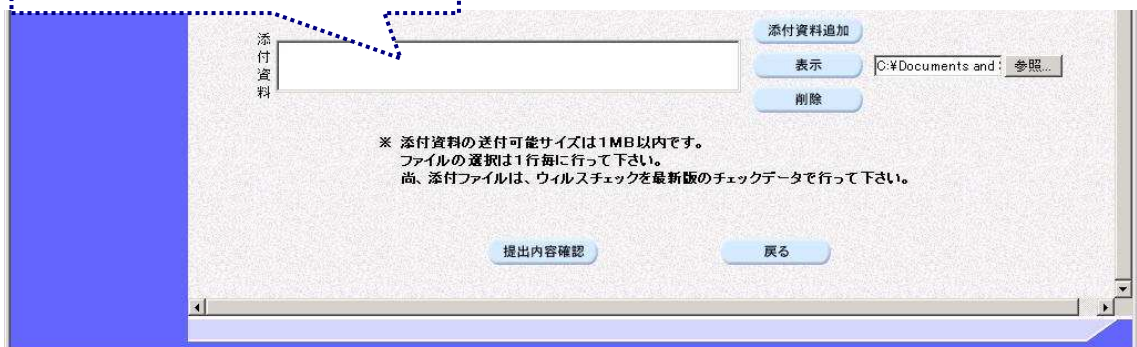 添付資料追加
添付資料
表示
C:¥Documents and
参照...
削除
※ 添付資料の送付可能サイズは1MB以内です。
ファイルの選択は1行毎に行って下さい。
尚、添付ファイルは、ウィルスチェックを最新版のチェックデータで行って下さい。
提出内容確認
戻る